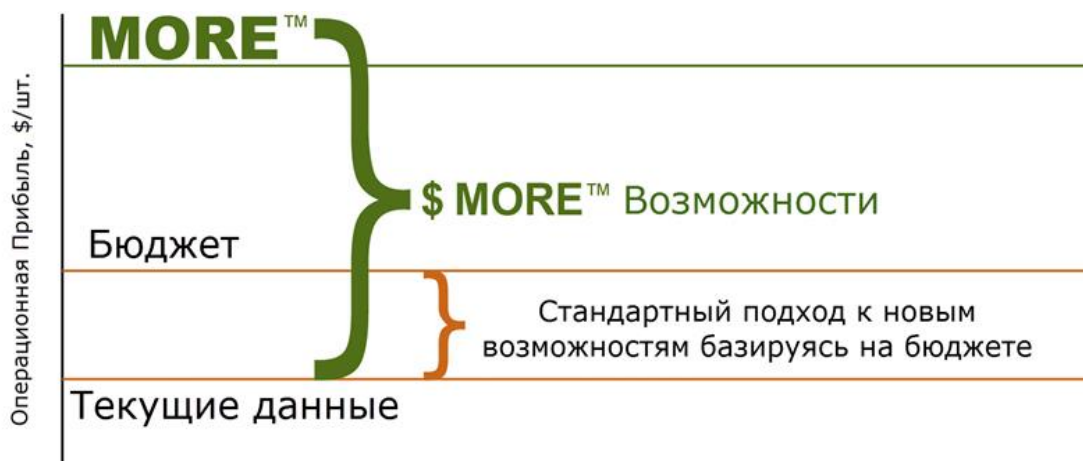 MORE™
Операционная Прибыль, $/шт.
$ MORE™ Возможности
Бюджет
Стандартный подход к новым
возможностям базируясь на бюджете
Текущие данные